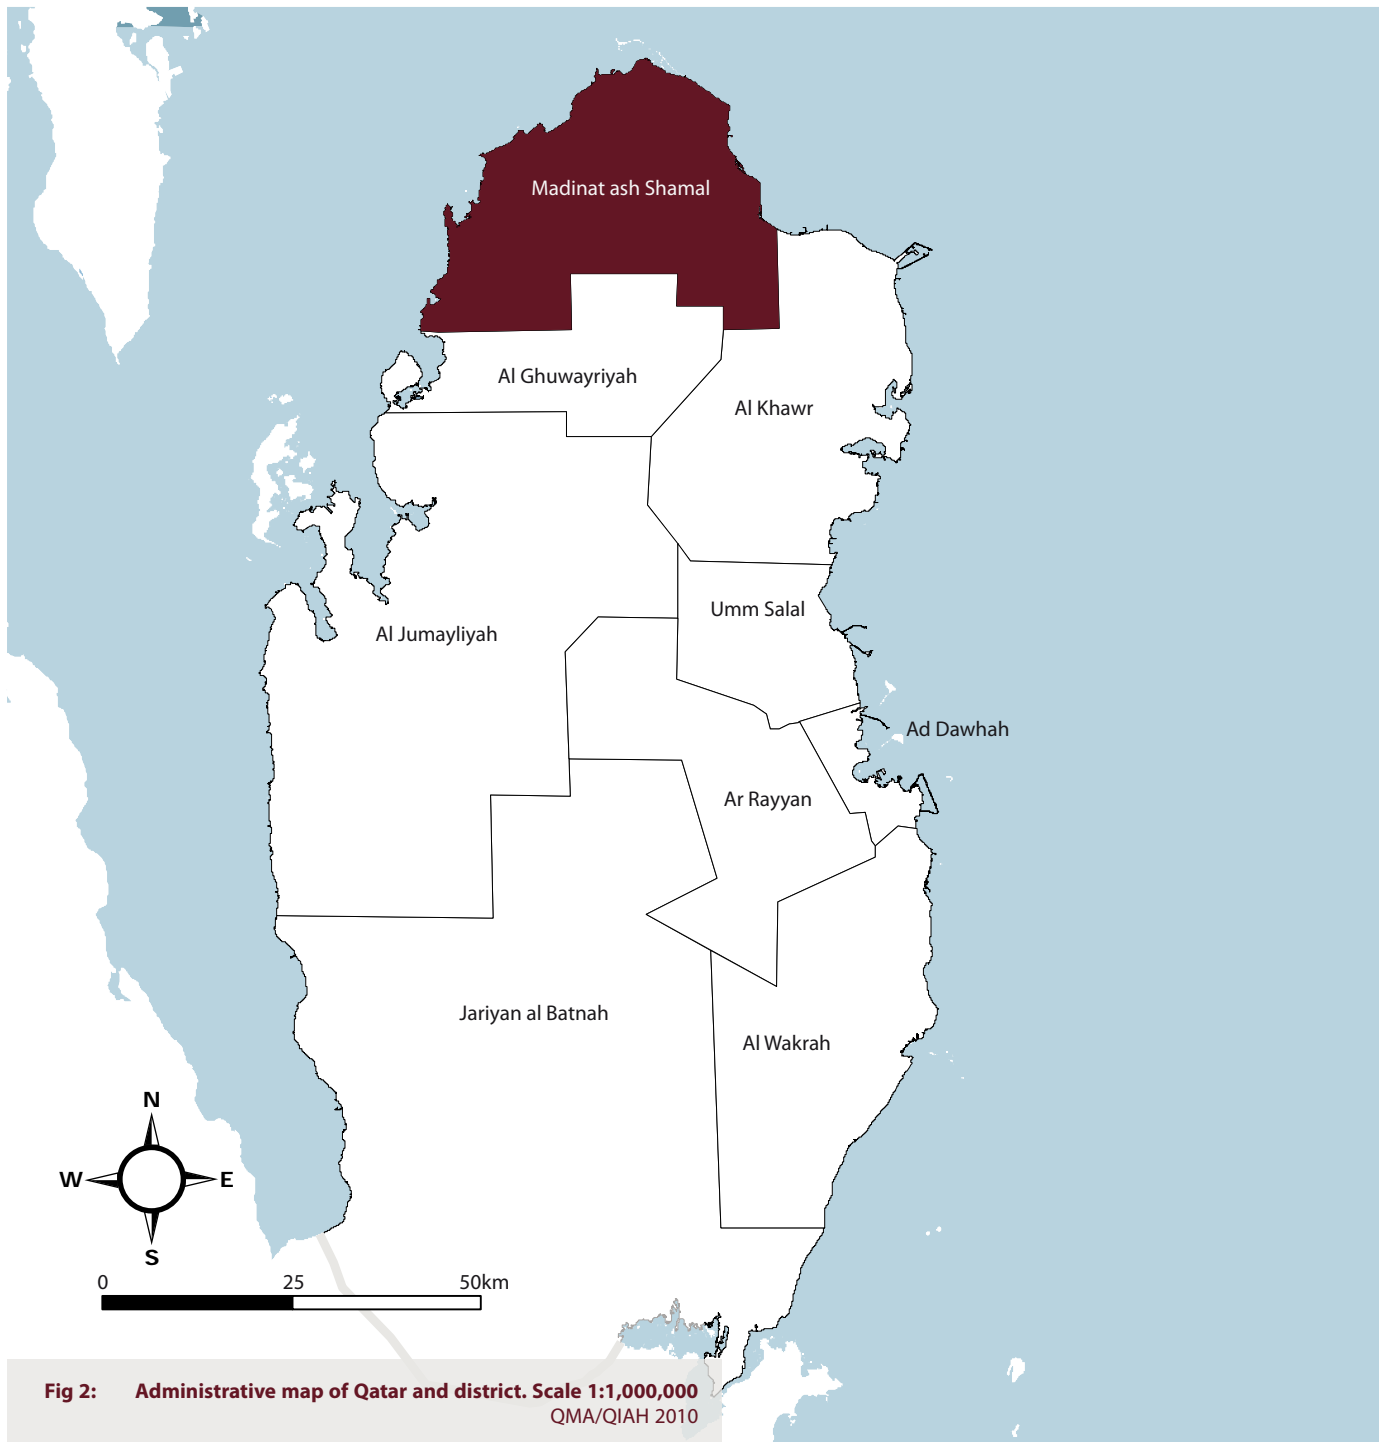 Madinat ash Shamal
Al Ghuwayriyah
Al Khawr
Umm Salal
Al Jumayliyah
Ad Dawhah
Ar Rayyan
Jariyan al Batnah
Al Wakrah
N
W E
S
0 25 50km
Fig 2: Administrative map of Qatar and district. Scale 1:1,000,000
QMA/QIAH 2010